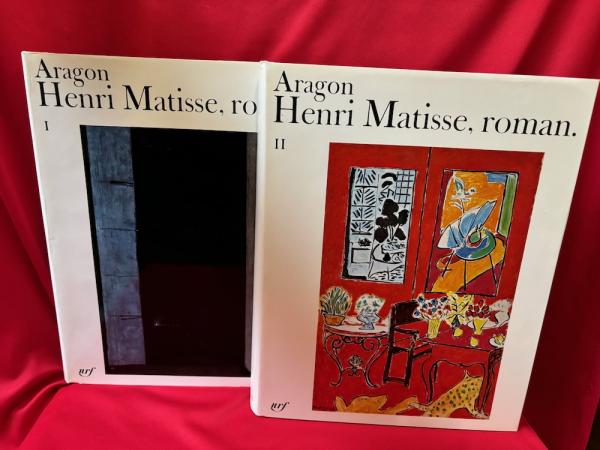 Aragon
Henri Matisse, ro
I
nrf
Aragon
Henri Matisse, roman.
II
nrf